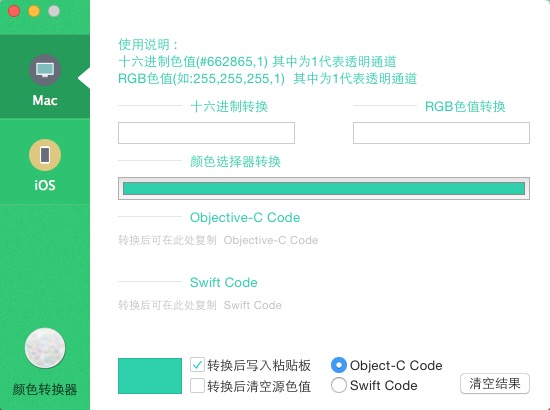 使用说明：
十六进制色值(#662865,1) 其中为1代表透明通道
RGB色值(如:255,255,255,1)  其中为1代表透明通道
十六进制转换
RGB色值转换
颜色选择器转换
Objective-C Code
转换后可在此处复制  Objective-C Code
Swift Code
转换后可在此处复制  Swift Code
Mac
iOS
颜色转换器
转换后写入粘贴板
Object-C Code
转换后清空源色值
Swift Code
清空结果